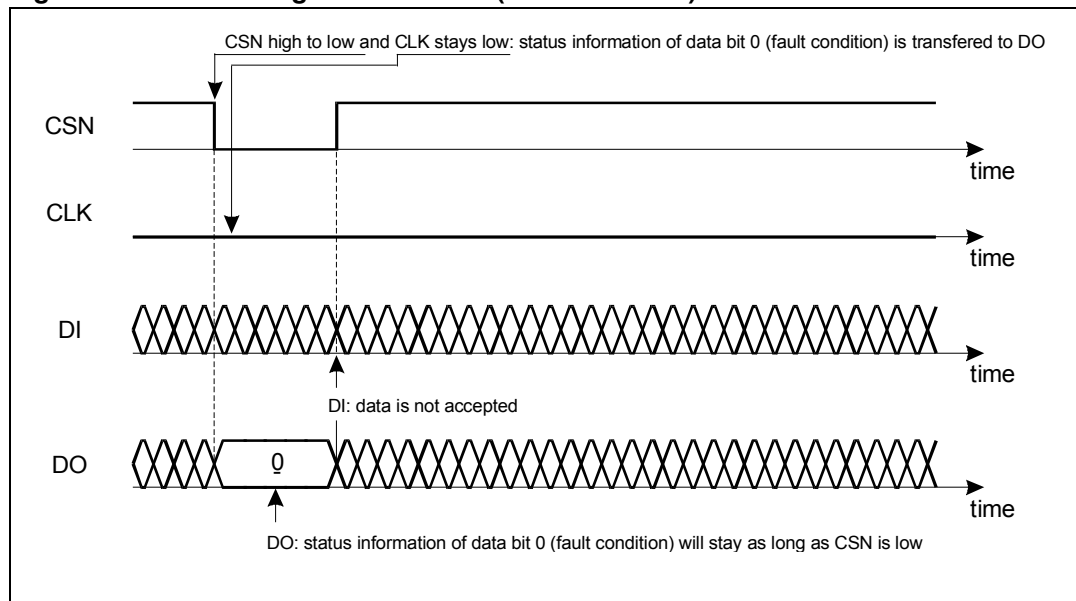 CSN high to low and CLK stays low: status information of data bit 0 (fault condition) is transfered to DO
CSN
time
CLK
time
DI
time
DI: data is not accepted
DO
0
time
DO: status information of data bit 0 (fault condition) will stay as long as CSN is low